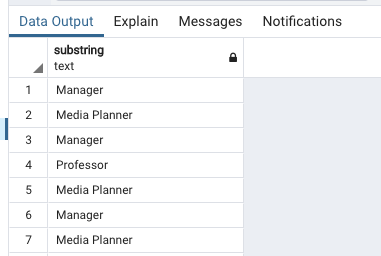 Data Output Explain Messages Notifications
substring
text
1 Manager
2 Media Planner
3 Manager
4 Professor
5 Media Planner
6 Manager
7 Media Planner